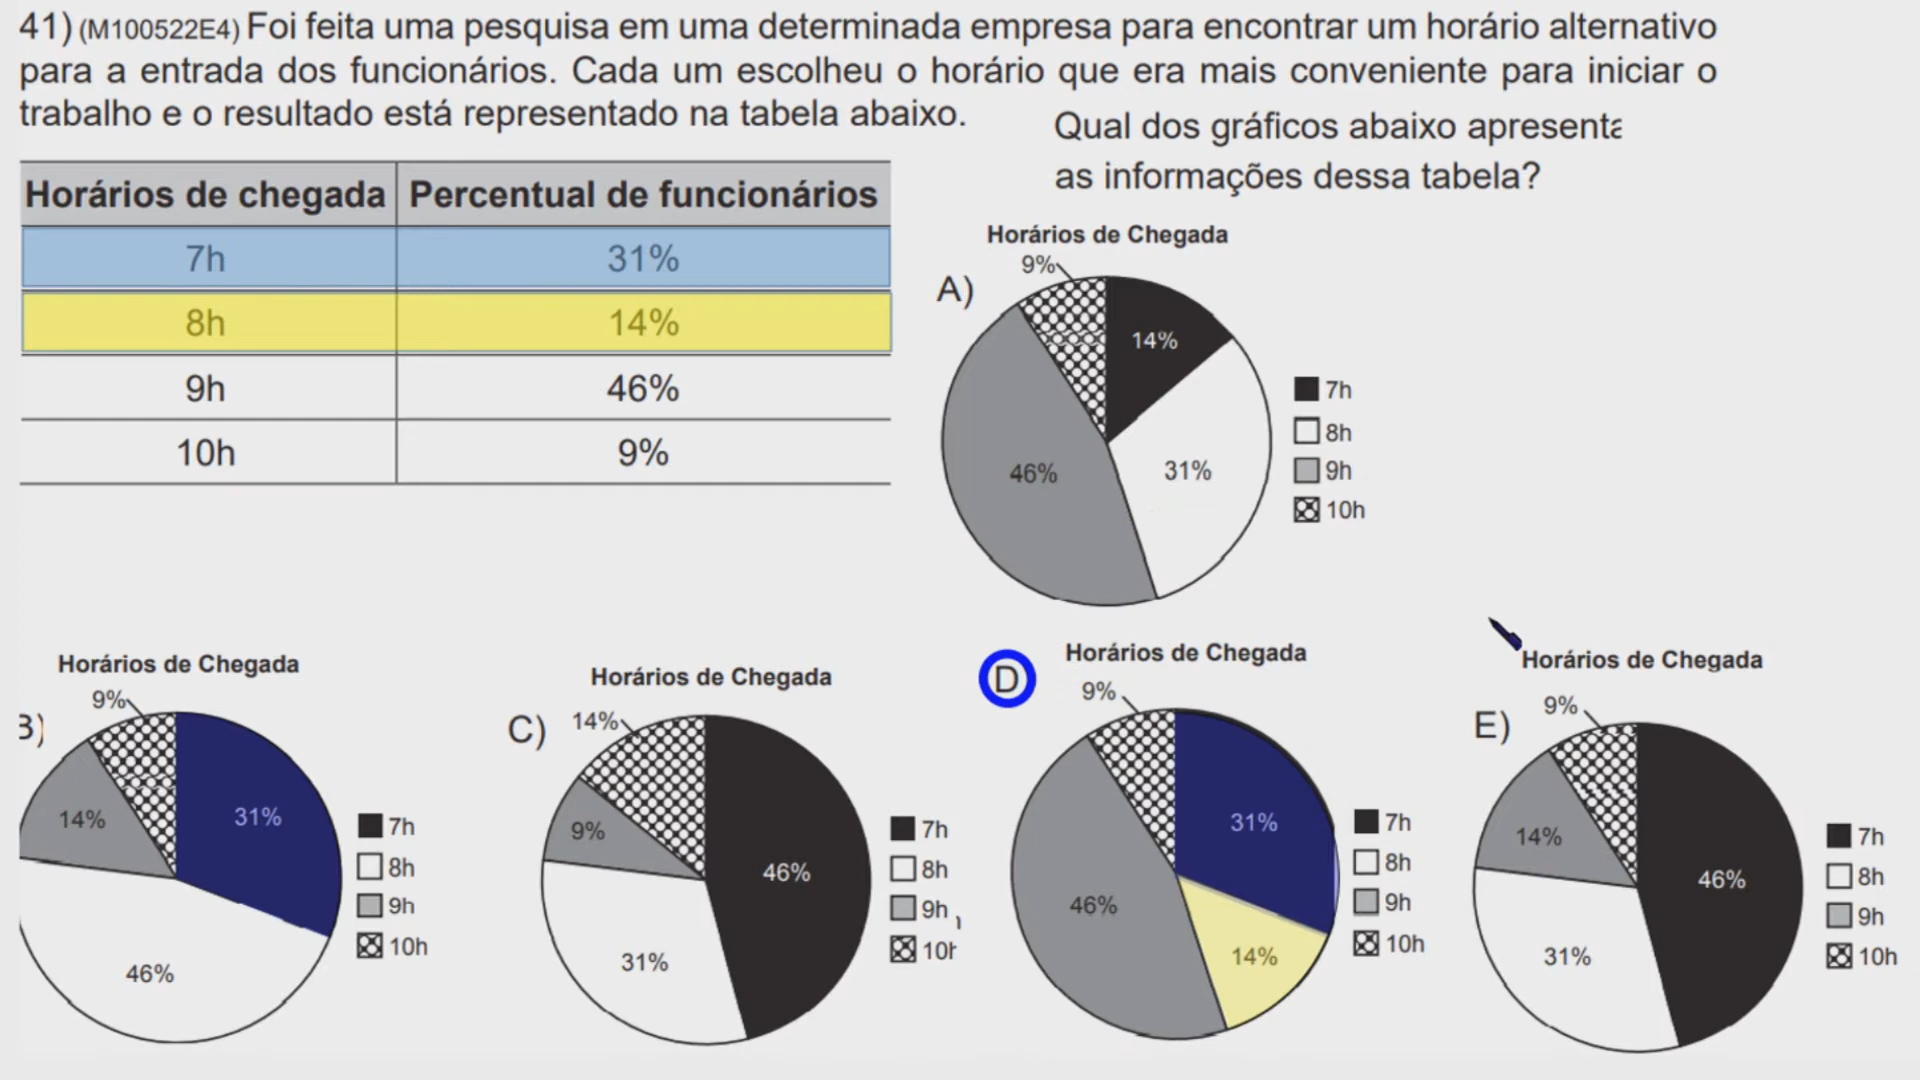 41) (M100522E4) Foi feita uma pesquisa em uma determinada empresa para encontrar um horário alternativo
para a entrada dos funcionários. Cada um escolheu o horário que era mais conveniente para iniciar o
trabalho e o resultado está representado na tabela abaixo.
Qual dos gráficos abaixo apresenta
as informações dessa tabela?
Horários de chegada Percentual de funcionários
7h 31%
8h 14%
9h 46%
10h 9%
Horários de Chegada
A)
9%
14%
31%
46%
7h
8h
9h
10h
Horários de Chegada
B)
9%
31%
14%
46%
7h
8h
9h
10h
Horários de Chegada
C)
14%
9%
46%
31%
7h
8h
9h
10h
Horários de Chegada
D
9%
31%
46%
14%
7h
8h
9h
10h
Horários de Chegada
E)
9%
14%
46%
31%
7h
8h
9h
10h